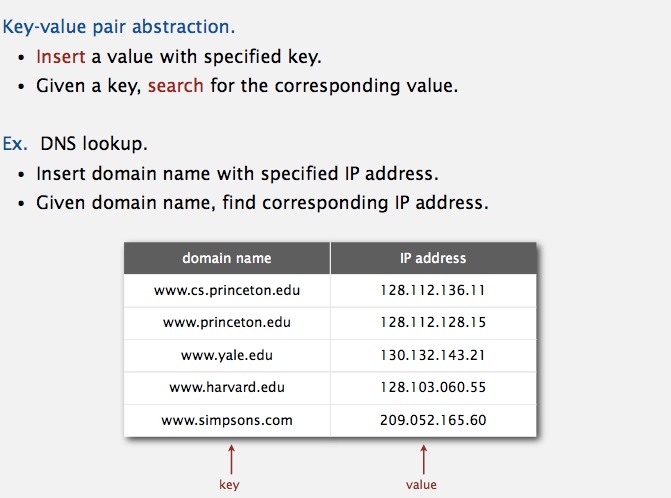 Key-value pair abstraction.
• Insert a value with specified key.
• Given a key, search for the corresponding value.
Ex. DNS lookup.
• Insert domain name with specified IP address.
• Given domain name, find corresponding IP address.
domain name IP address
www.cs.princeton.edu 128.112.136.11
www.princeton.edu 128.112.128.15
www.yale.edu 130.132.143.21
www.harvard.edu 128.103.060.55
www.simpsons.com 209.052.165.60
key value